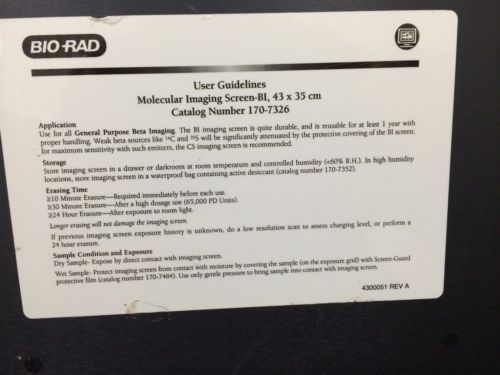 BIO-RAD
User Guidelines
Molecular Imaging Screen-BI, 43 x 35 cm
Catalog Number 170-7326
Application
Use for all General Purpose Beta Imaging. The BI imaging screen is quite durable, and is reusable for at least 1 year with
proper handling. Weak beta sources like ¹⁴C and ³⁵S will be significantly attenuated by the protective covering of the BI screen;
for maximum sensitivity with such emitters, the CS imaging screen is recommended.
Storage
Store imaging screen in a drawer or darkroom at room temperature and controlled humidity (<60% R.H.). In high humidity
locations, store imaging screen in a waterproof bag containing active desiccant (catalog number 170-7352).
Erasing Time
≥10 Minute Erasure—Required immediately before each use.
≥30 Minute Erasure—After a high dosage use (65,000 PD Units).
≥24 Hour Erasure—After exposure to room light.
Longer erasing will not damage the imaging screen.
If previous imaging screen exposure history is unknown, do a low resolution scan to assess charging level, or perform a
24 hour erasure.
Sample Condition and Exposure
Dry Sample- Expose by direct contact with imaging screen.
Wet Sample- Protect imaging screen from contact with moisture by covering the sample (on the exposure grid) with Screen-Guard
protective film (catalog number 170-7484). Use only gentle pressure to bring sample into contact with imaging screen.
4300051 REV A